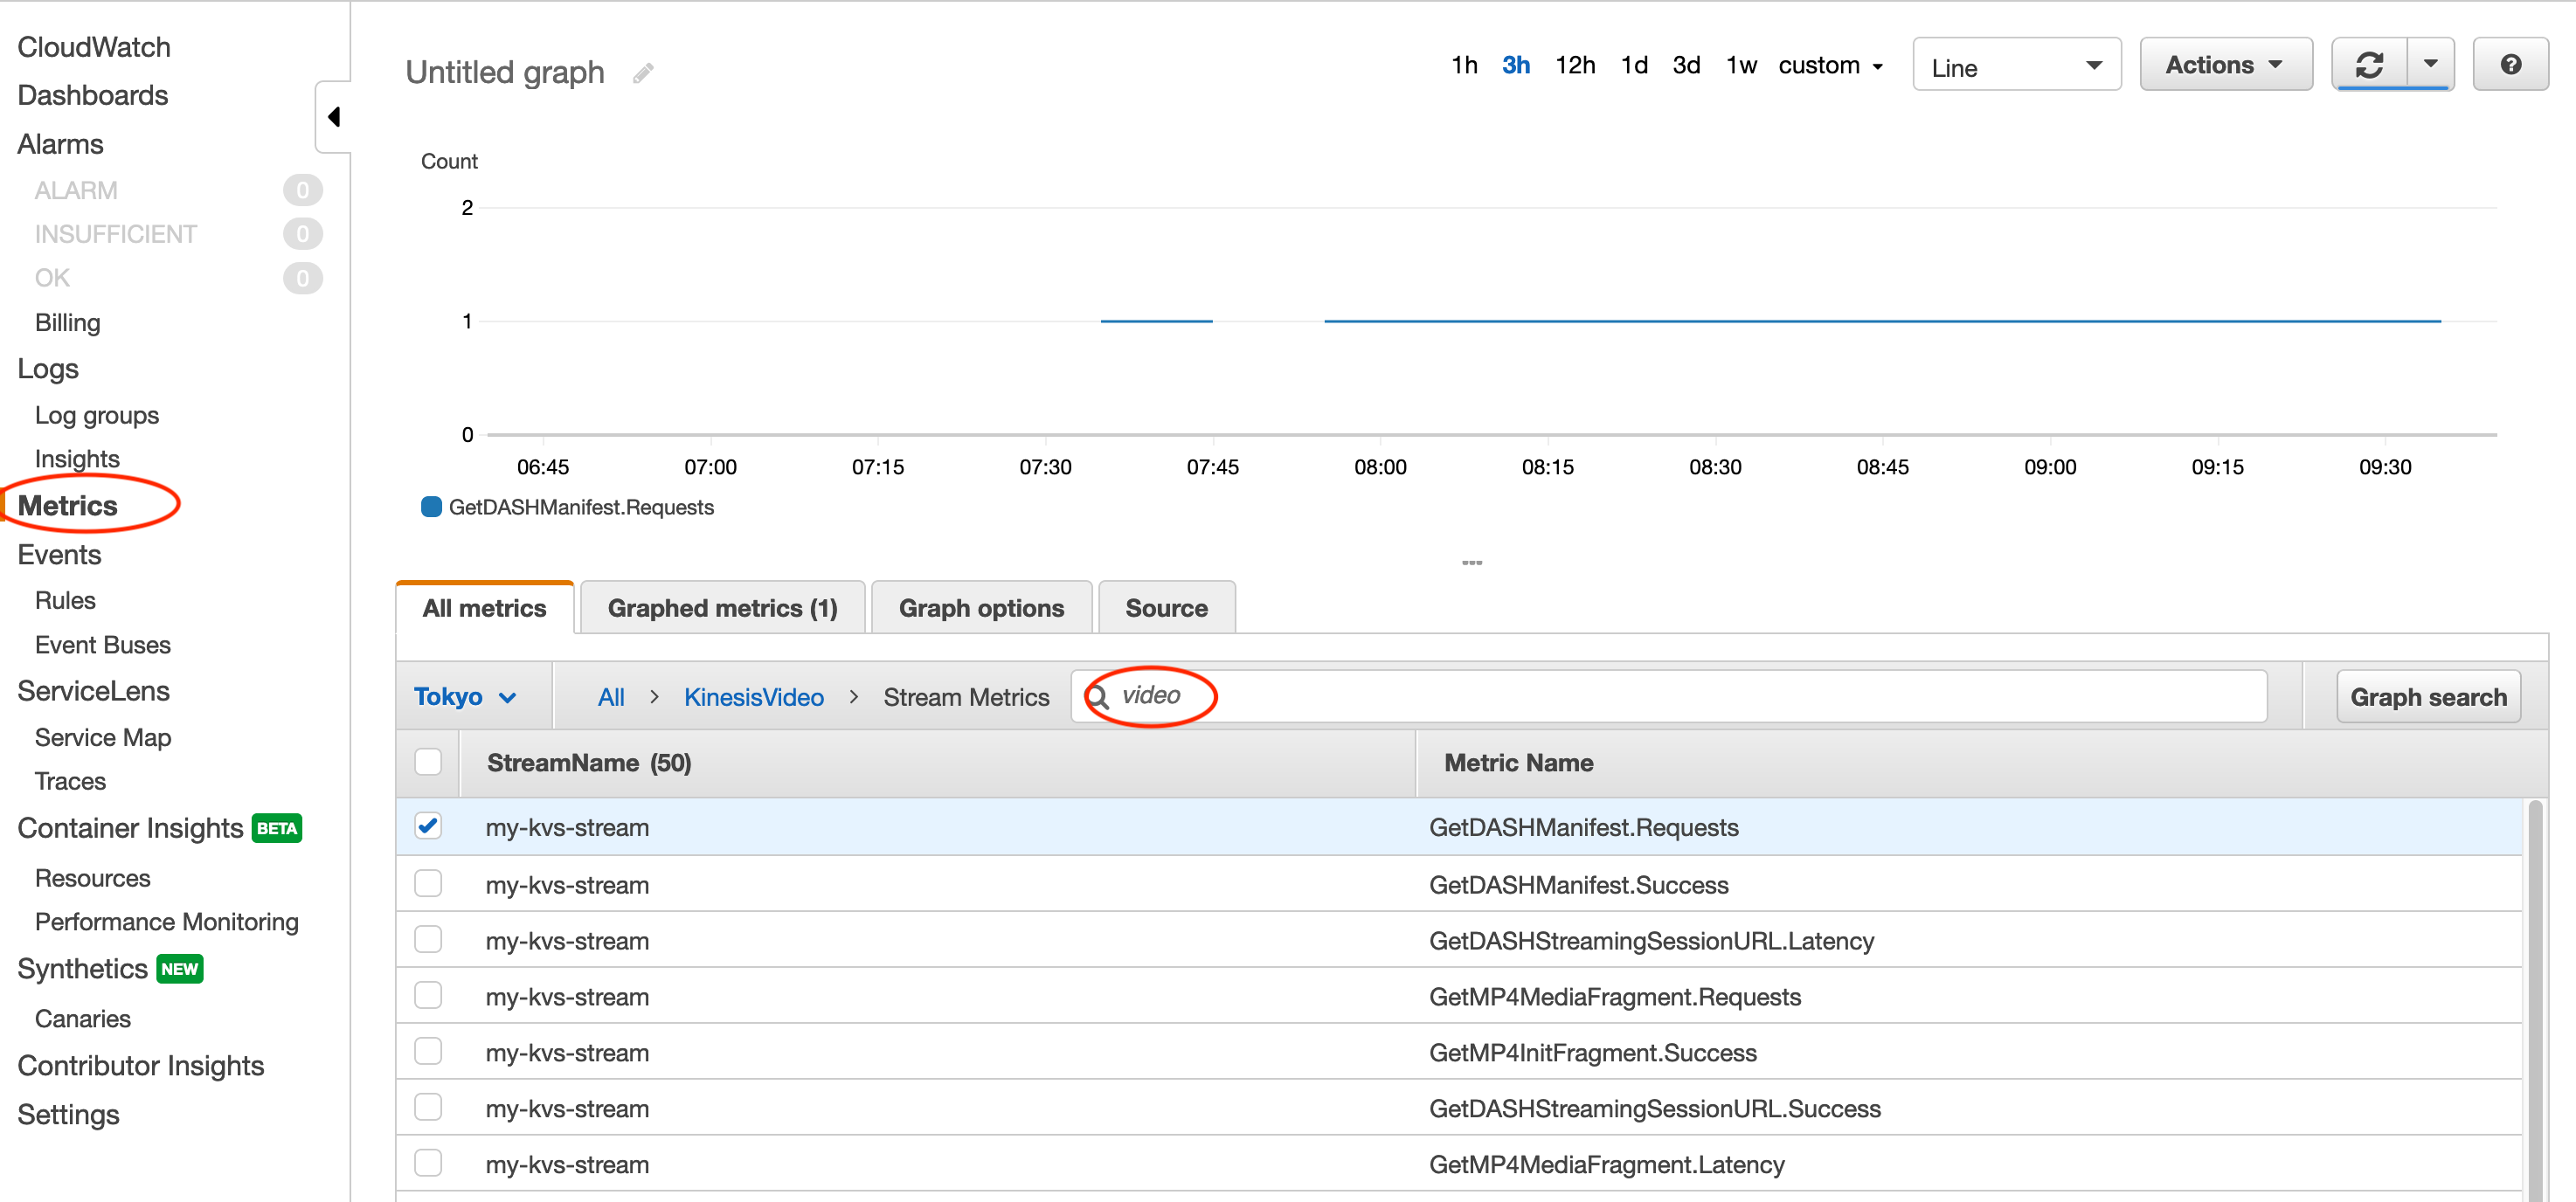 CloudWatch
Dashboards
Alarms
ALARM 0
INSUFFICIENT 0
OK 0
Billing
Logs
Log groups
Insights
Metrics
Events
Rules
Event Buses
ServiceLens
Service Map
Traces
Container Insights BETA
Resources
Performance Monitoring
Synthetics NEW
Canaries
Contributor Insights
Settings
Untitled graph
1h 3h 12h 1d 3d 1w custom
Line
Actions
?
Count
2
1
0
06:45 07:00 07:15 07:30 07:45 08:00 08:15 08:30 08:45 09:00 09:15 09:30
GetDASHManifest.Requests
All metrics
Graphed metrics (1)
Graph options
Source
Tokyo
All > KinesisVideo > Stream Metrics
video
Graph search
StreamName (50) Metric Name
my-kvs-stream GetDASHManifest.Requests
my-kvs-stream GetDASHManifest.Success
my-kvs-stream GetDASHStreamingSessionURL.Latency
my-kvs-stream GetMP4MediaFragment.Requests
my-kvs-stream GetMP4InitFragment.Success
my-kvs-stream GetDASHStreamingSessionURL.Success
my-kvs-stream GetMP4MediaFragment.Latency